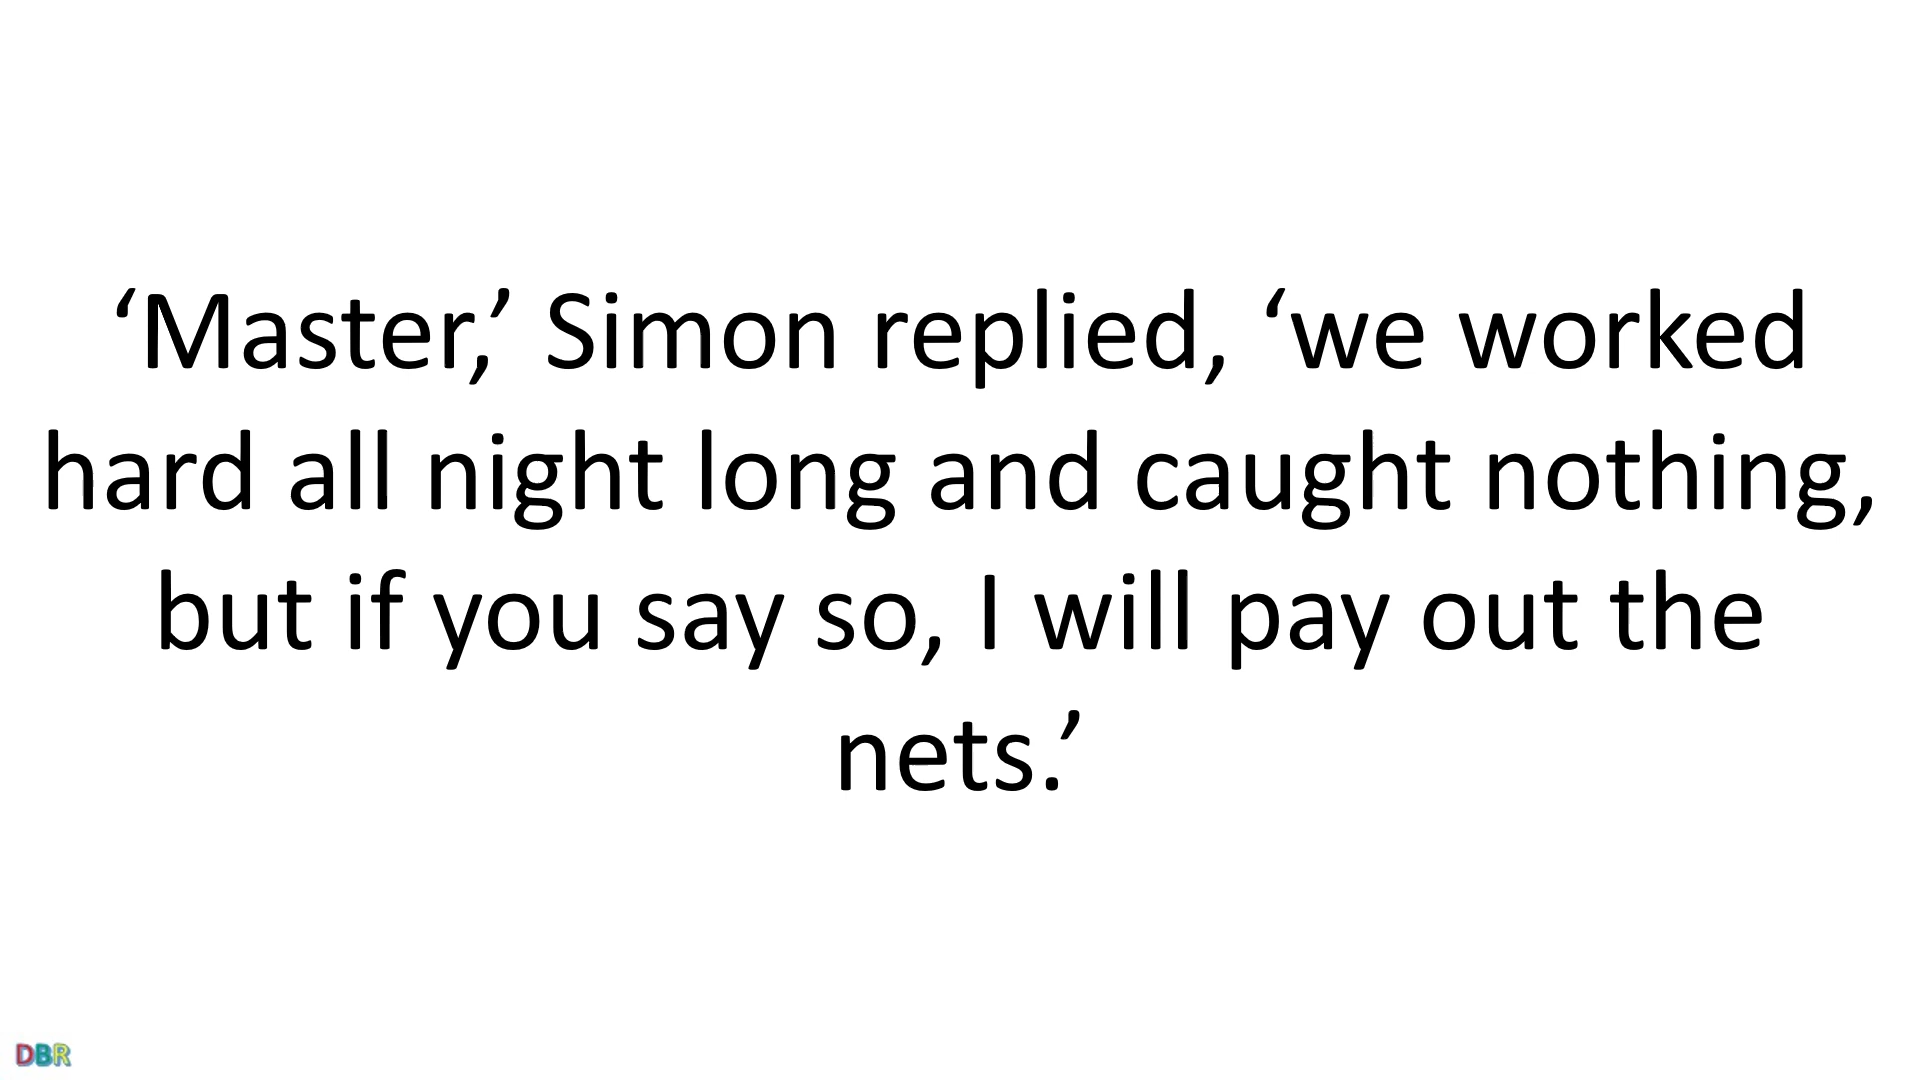 ‘Master,’ Simon replied, ‘we worked
hard all night long and caught nothing,
but if you say so, I will pay out the
nets.’
DBR